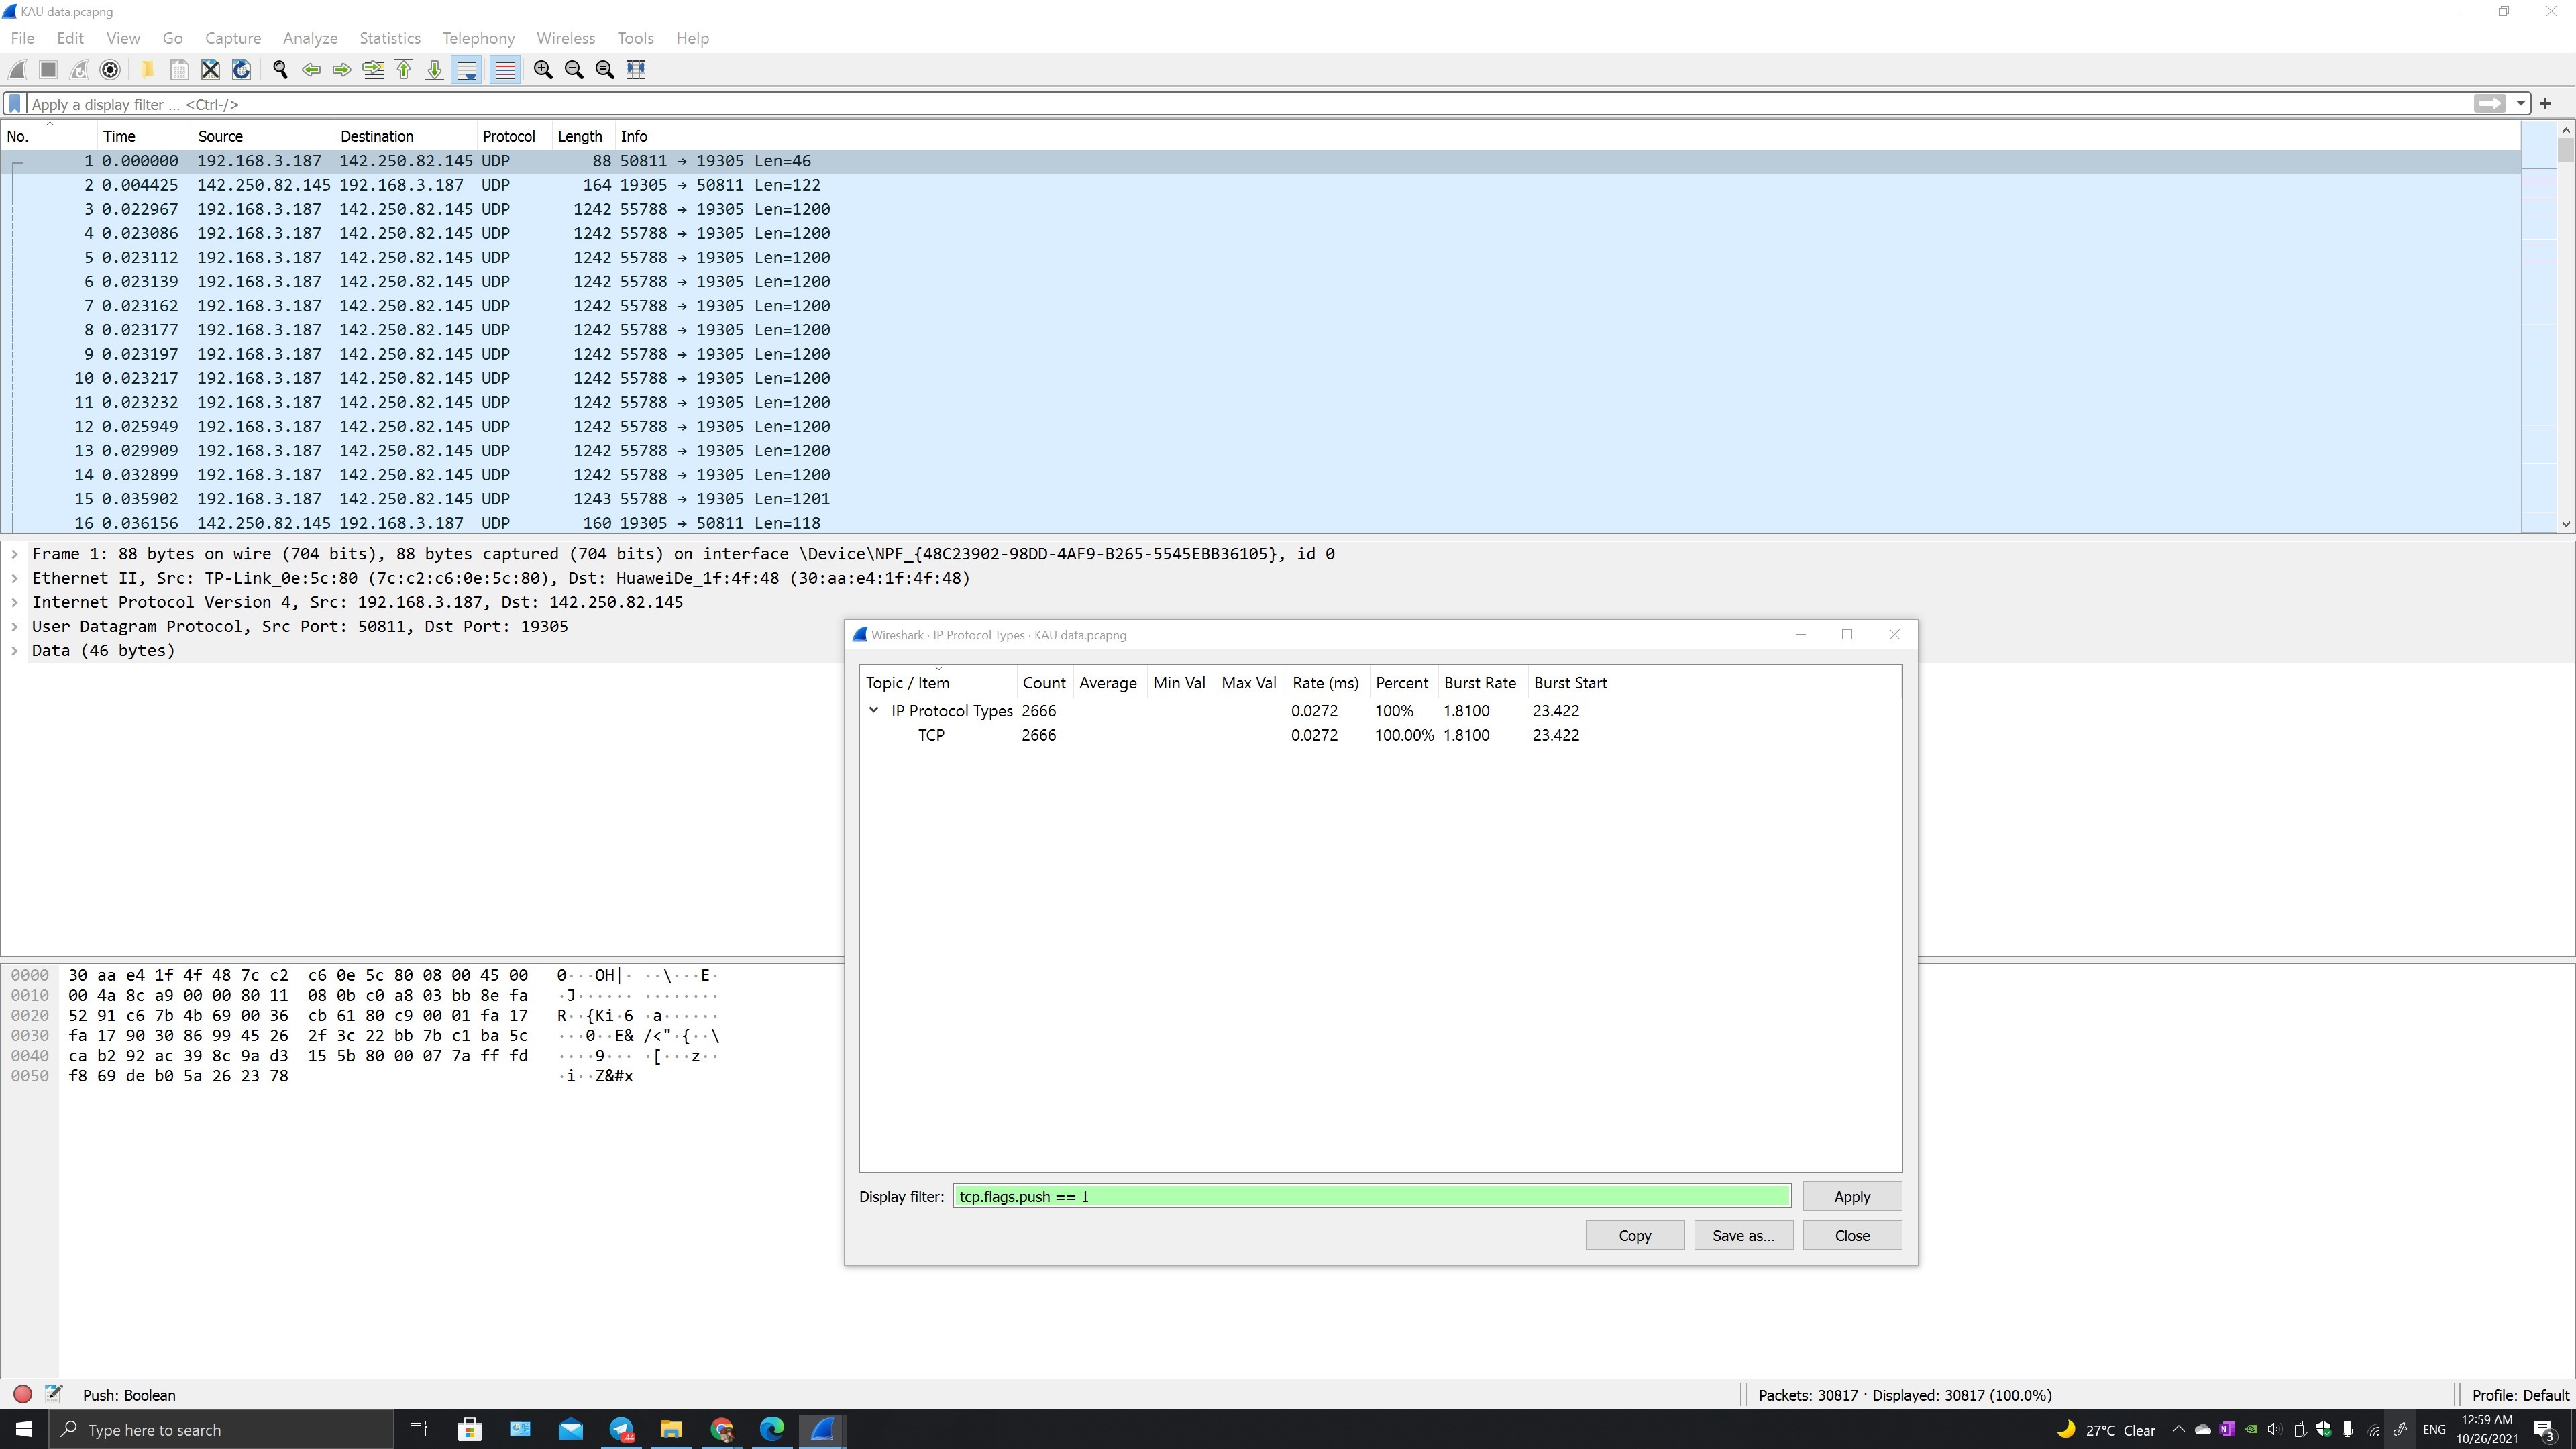 KAU data.pcapng
File Edit View Go Capture Analyze Statistics Telephony Wireless Tools Help
Apply a display filter ... <Ctrl-/>
No. Time Source Destination Protocol Length Info
1 0.000000 192.168.3.187 142.250.82.145 UDP 88 50811 → 19305 Len=46
2 0.004425 142.250.82.145 192.168.3.187 UDP 164 19305 → 50811 Len=122
3 0.022967 192.168.3.187 142.250.82.145 UDP 1242 55788 → 19305 Len=1200
4 0.023086 192.168.3.187 142.250.82.145 UDP 1242 55788 → 19305 Len=1200
5 0.023112 192.168.3.187 142.250.82.145 UDP 1242 55788 → 19305 Len=1200
6 0.023139 192.168.3.187 142.250.82.145 UDP 1242 55788 → 19305 Len=1200
7 0.023162 192.168.3.187 142.250.82.145 UDP 1242 55788 → 19305 Len=1200
8 0.023177 192.168.3.187 142.250.82.145 UDP 1242 55788 → 19305 Len=1200
9 0.023197 192.168.3.187 142.250.82.145 UDP 1242 55788 → 19305 Len=1200
10 0.023217 192.168.3.187 142.250.82.145 UDP 1242 55788 → 19305 Len=1200
11 0.023232 192.168.3.187 142.250.82.145 UDP 1242 55788 → 19305 Len=1200
12 0.025949 192.168.3.187 142.250.82.145 UDP 1242 55788 → 19305 Len=1200
13 0.029909 192.168.3.187 142.250.82.145 UDP 1242 55788 → 19305 Len=1200
14 0.032899 192.168.3.187 142.250.82.145 UDP 1242 55788 → 19305 Len=1200
15 0.035902 192.168.3.187 142.250.82.145 UDP 1243 55788 → 19305 Len=1201
16 0.036156 142.250.82.145 192.168.3.187 UDP 160 19305 → 50811 Len=118
Frame 1: 88 bytes on wire (704 bits), 88 bytes captured (704 bits) on interface \Device\NPF_{48C23902-98DD-4AF9-B265-5545EBB36105}, id 0
Ethernet II, Src: TP-Link_0e:5c:80 (7c:c2:c6:0e:5c:80), Dst: HuaweiDe_1f:4f:48 (30:aa:e4:1f:4f:48)
Internet Protocol Version 4, Src: 192.168.3.187, Dst: 142.250.82.145
User Datagram Protocol, Src Port: 50811, Dst Port: 19305
Data (46 bytes)
Wireshark · IP Protocol Types · KAU data.pcapng
Topic / Item Count Average Min Val Max Val Rate (ms) Percent Burst Rate Burst Start
IP Protocol Types 2666 0.0272 100% 1.8100 23.422
TCP 2666 0.0272 100.00% 1.8100 23.422
Display filter: tcp.flags.push == 1 Apply
Copy Save as... Close
0000 30 aa e4 1f 4f 48 7c c2 c6 0e 5c 80 08 00 45 00 0···OH|· ··\···E·
0010 00 4a 8c a9 00 00 80 11 08 0b c0 a8 03 bb 8e fa ·J······ ········
0020 52 91 c6 7b 4b 69 00 36 cb 61 80 c9 00 01 fa 17 R··{Ki·6 ·a······
0030 fa 17 90 30 86 99 45 26 2f 3c 22 bb 7b c1 ba 5c ···0··E& /<"·{··\
0040 ca b2 92 ac 39 8c 9a d3 15 5b 80 00 07 7a ff fd ····9··· ·[···z··
0050 f8 69 de b0 5a 26 23 78 ·i··Z&#x
Push: Boolean Packets: 30817 · Displayed: 30817 (100.0%) Profile: Default
Type here to search 44 27°C Clear ENG 12:59 AM
10/26/2021 3